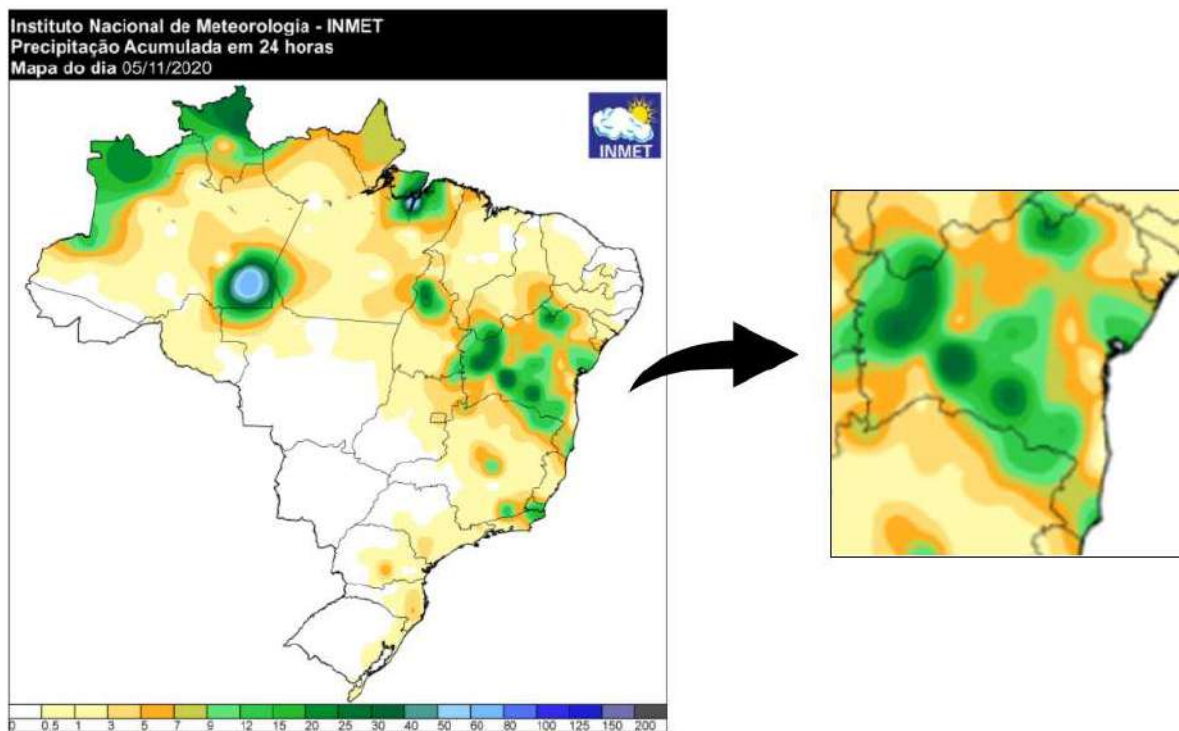 Instituto Nacional de Meteorologia - INMET
Precipitação Acumulada em 24 horas
Mapa do dia 05/11/2020
INMET
0 0.5 1 3 5 7 9 12 15 20 25 30 40 50 60 80 100 125 150 200